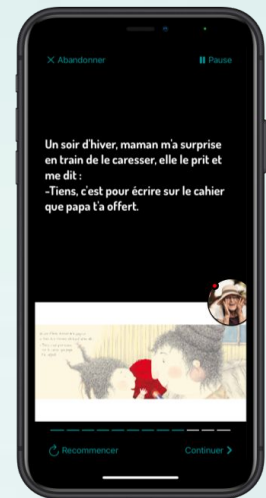 Abandonner
Pause
Un soir d'hiver, maman m'a surprise
en train de le caresser, elle le prit et
me dit :
-Tiens, c'est pour écrire sur le cahier
que papa t'a offert.
Recommencer
Continuer